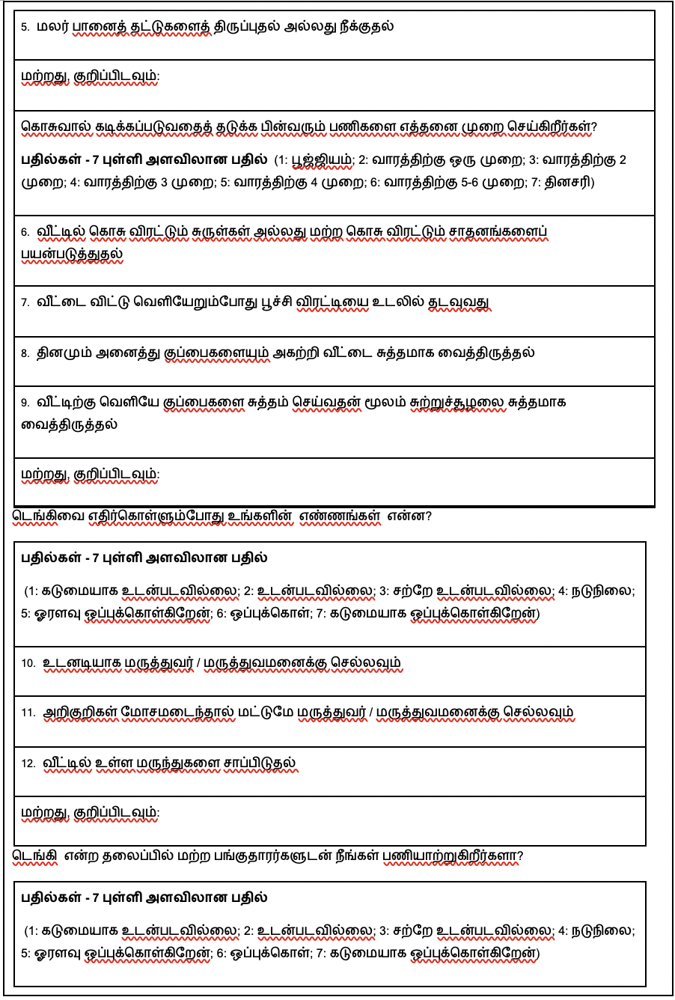 5. மலர் பானைத் தட்டுகளைத் திருப்புதல் அல்லது நீக்குதல்
மற்றது, குறிப்பிடவும்:
கொசுவால் கடிக்கப்படுவதைத் தடுக்க பின்வரும் பணிகளை எத்தனை முறை செய்கிறீர்கள்?
பதில்கள் - 7 புள்ளி அளவிலான பதில் (1: பூஜ்ஜியம்; 2: வாரத்திற்கு ஒரு முறை; 3: வாரத்திற்கு 2
முறை; 4: வாரத்திற்கு 3 முறை; 5: வாரத்திற்கு 4 முறை; 6: வாரத்திற்கு 5-6 முறை; 7: தினசரி)
6. வீட்டில் கொசு விரட்டும் சுருள்கள் அல்லது மற்ற கொசு விரட்டும் சாதனங்களைப்
பயன்படுத்துதல்
7. வீட்டை விட்டு வெளியேறும்போது பூச்சி விரட்டியை உடலில் தடவுவது
8. தினமும் அனைத்து குப்பைகளையும் அகற்றி வீட்டை சுத்தமாக வைத்திருத்தல்
9. வீட்டிற்கு வெளியே குப்பைகளை சுத்தம் செய்வதன் மூலம் சுற்றுச்சூழலை சுத்தமாக
வைத்திருத்தல்
மற்றது, குறிப்பிடவும்:
டெங்கிவை எதிர்கொள்ளும்போது உங்களின் எண்ணங்கள் என்ன?
பதில்கள் - 7 புள்ளி அளவிலான பதில்
(1: கடுமையாக உடன்படவில்லை; 2: உடன்படவில்லை; 3: சற்றே உடன்படவில்லை; 4: நடுநிலை;
5: ஓரளவு ஒப்புக்கொள்கிறேன்; 6: ஒப்புக்கொள்; 7: கடுமையாக ஒப்புக்கொள்கிறேன்)
10. உடனடியாக மருத்துவர் / மருத்துவமனைக்கு செல்லவும்
11. அறிகுறிகள் மோசமடைந்தால் மட்டுமே மருத்துவர் / மருத்துவமனைக்கு செல்லவும்
12. வீட்டில் உள்ள மருந்துகளை சாப்பிடுதல்
மற்றது, குறிப்பிடவும்:
டெங்கி என்ற தலைப்பில் மற்ற பங்குதாரர்களுடன் நீங்கள் பணியாற்றுகிறீர்களா?
பதில்கள் - 7 புள்ளி அளவிலான பதில்
(1: கடுமையாக உடன்படவில்லை; 2: உடன்படவில்லை; 3: சற்றே உடன்படவில்லை; 4: நடுநிலை;
5: ஓரளவு ஒப்புக்கொள்கிறேன்; 6: ஒப்புக்கொள்; 7: கடுமையாக ஒப்புக்கொள்கிறேன்)